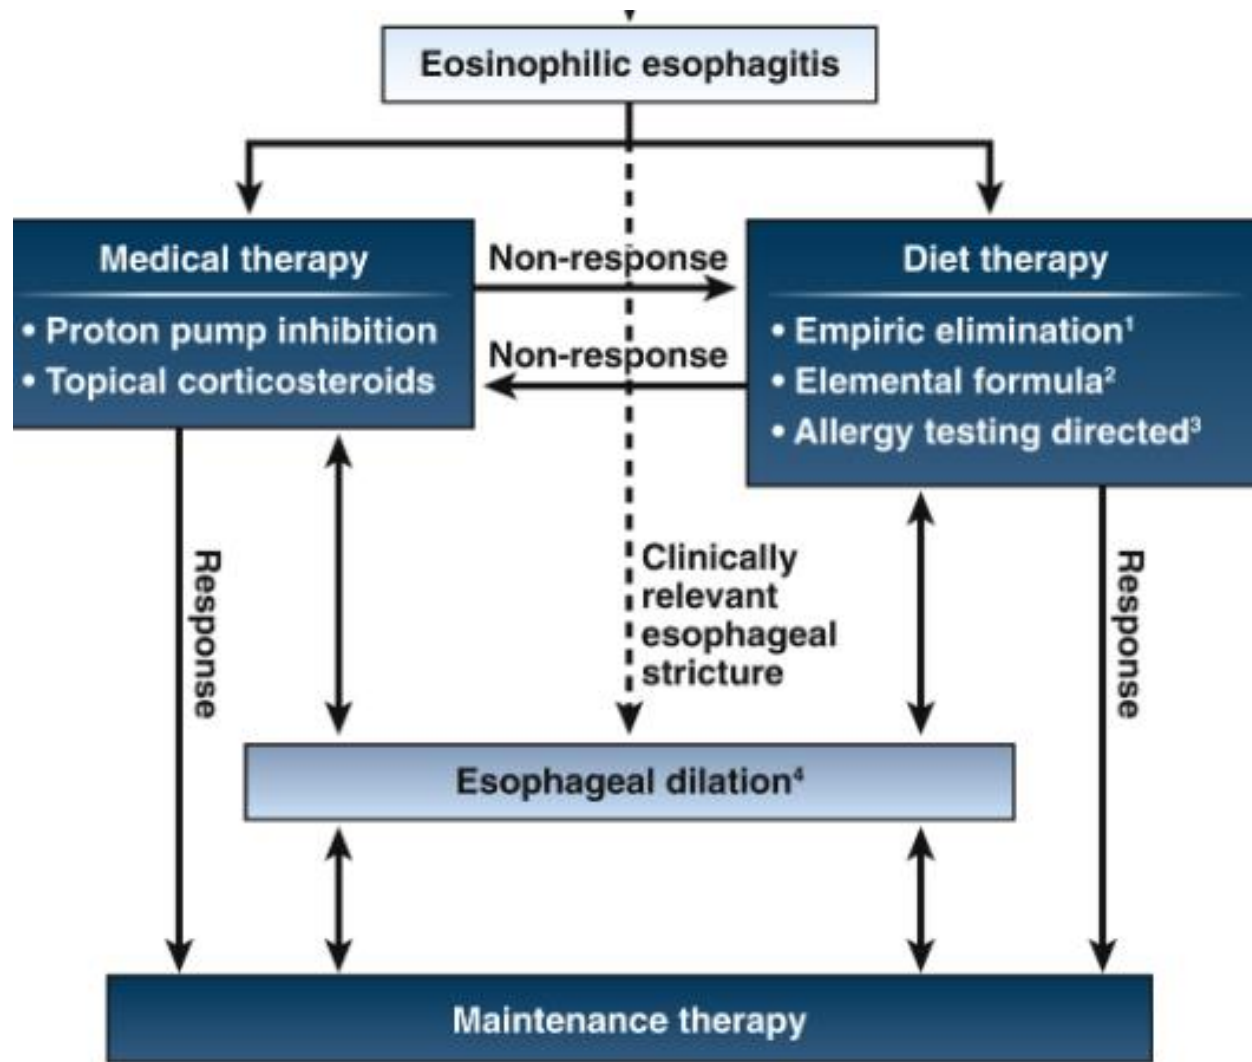 Eosinophilic esophagitis
Medical therapy
• Proton pump inhibition
• Topical corticosteroids
Non-response
Non-response
Diet therapy
• Empiric elimination¹
• Elemental formula²
• Allergy testing directed³
Response
Clinically
relevant
esophageal
stricture
Response
Esophageal dilation⁴
Maintenance therapy